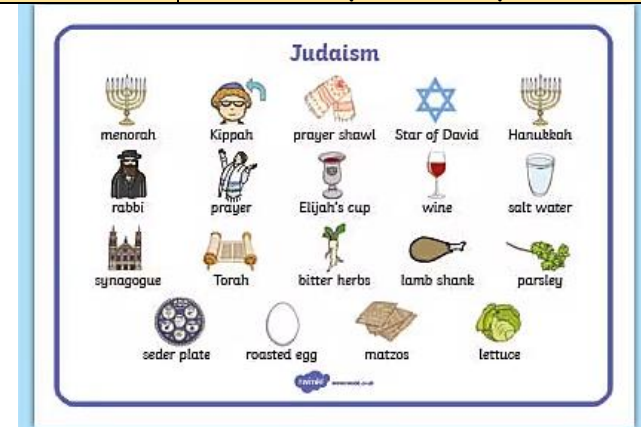 Judaism
menorah Kippah prayer shawl Star of David Hanukkah
rabbi prayer Elijah's cup wine salt water
synagogue Torah bitter herbs lamb shank parsley
seder plate roasted egg matzos lettuce
twinkl